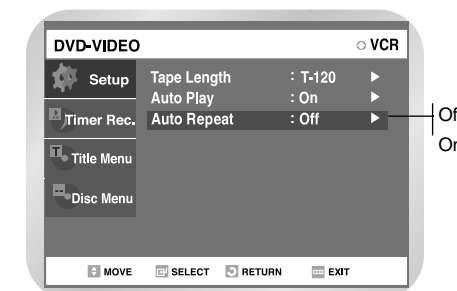 DVD-VIDEO VCR
Setup Tape Length : T-120
Auto Play : On
Timer Rec. Auto Repeat : Off
Title Menu
Disc Menu
MOVE SELECT RETURN EXIT